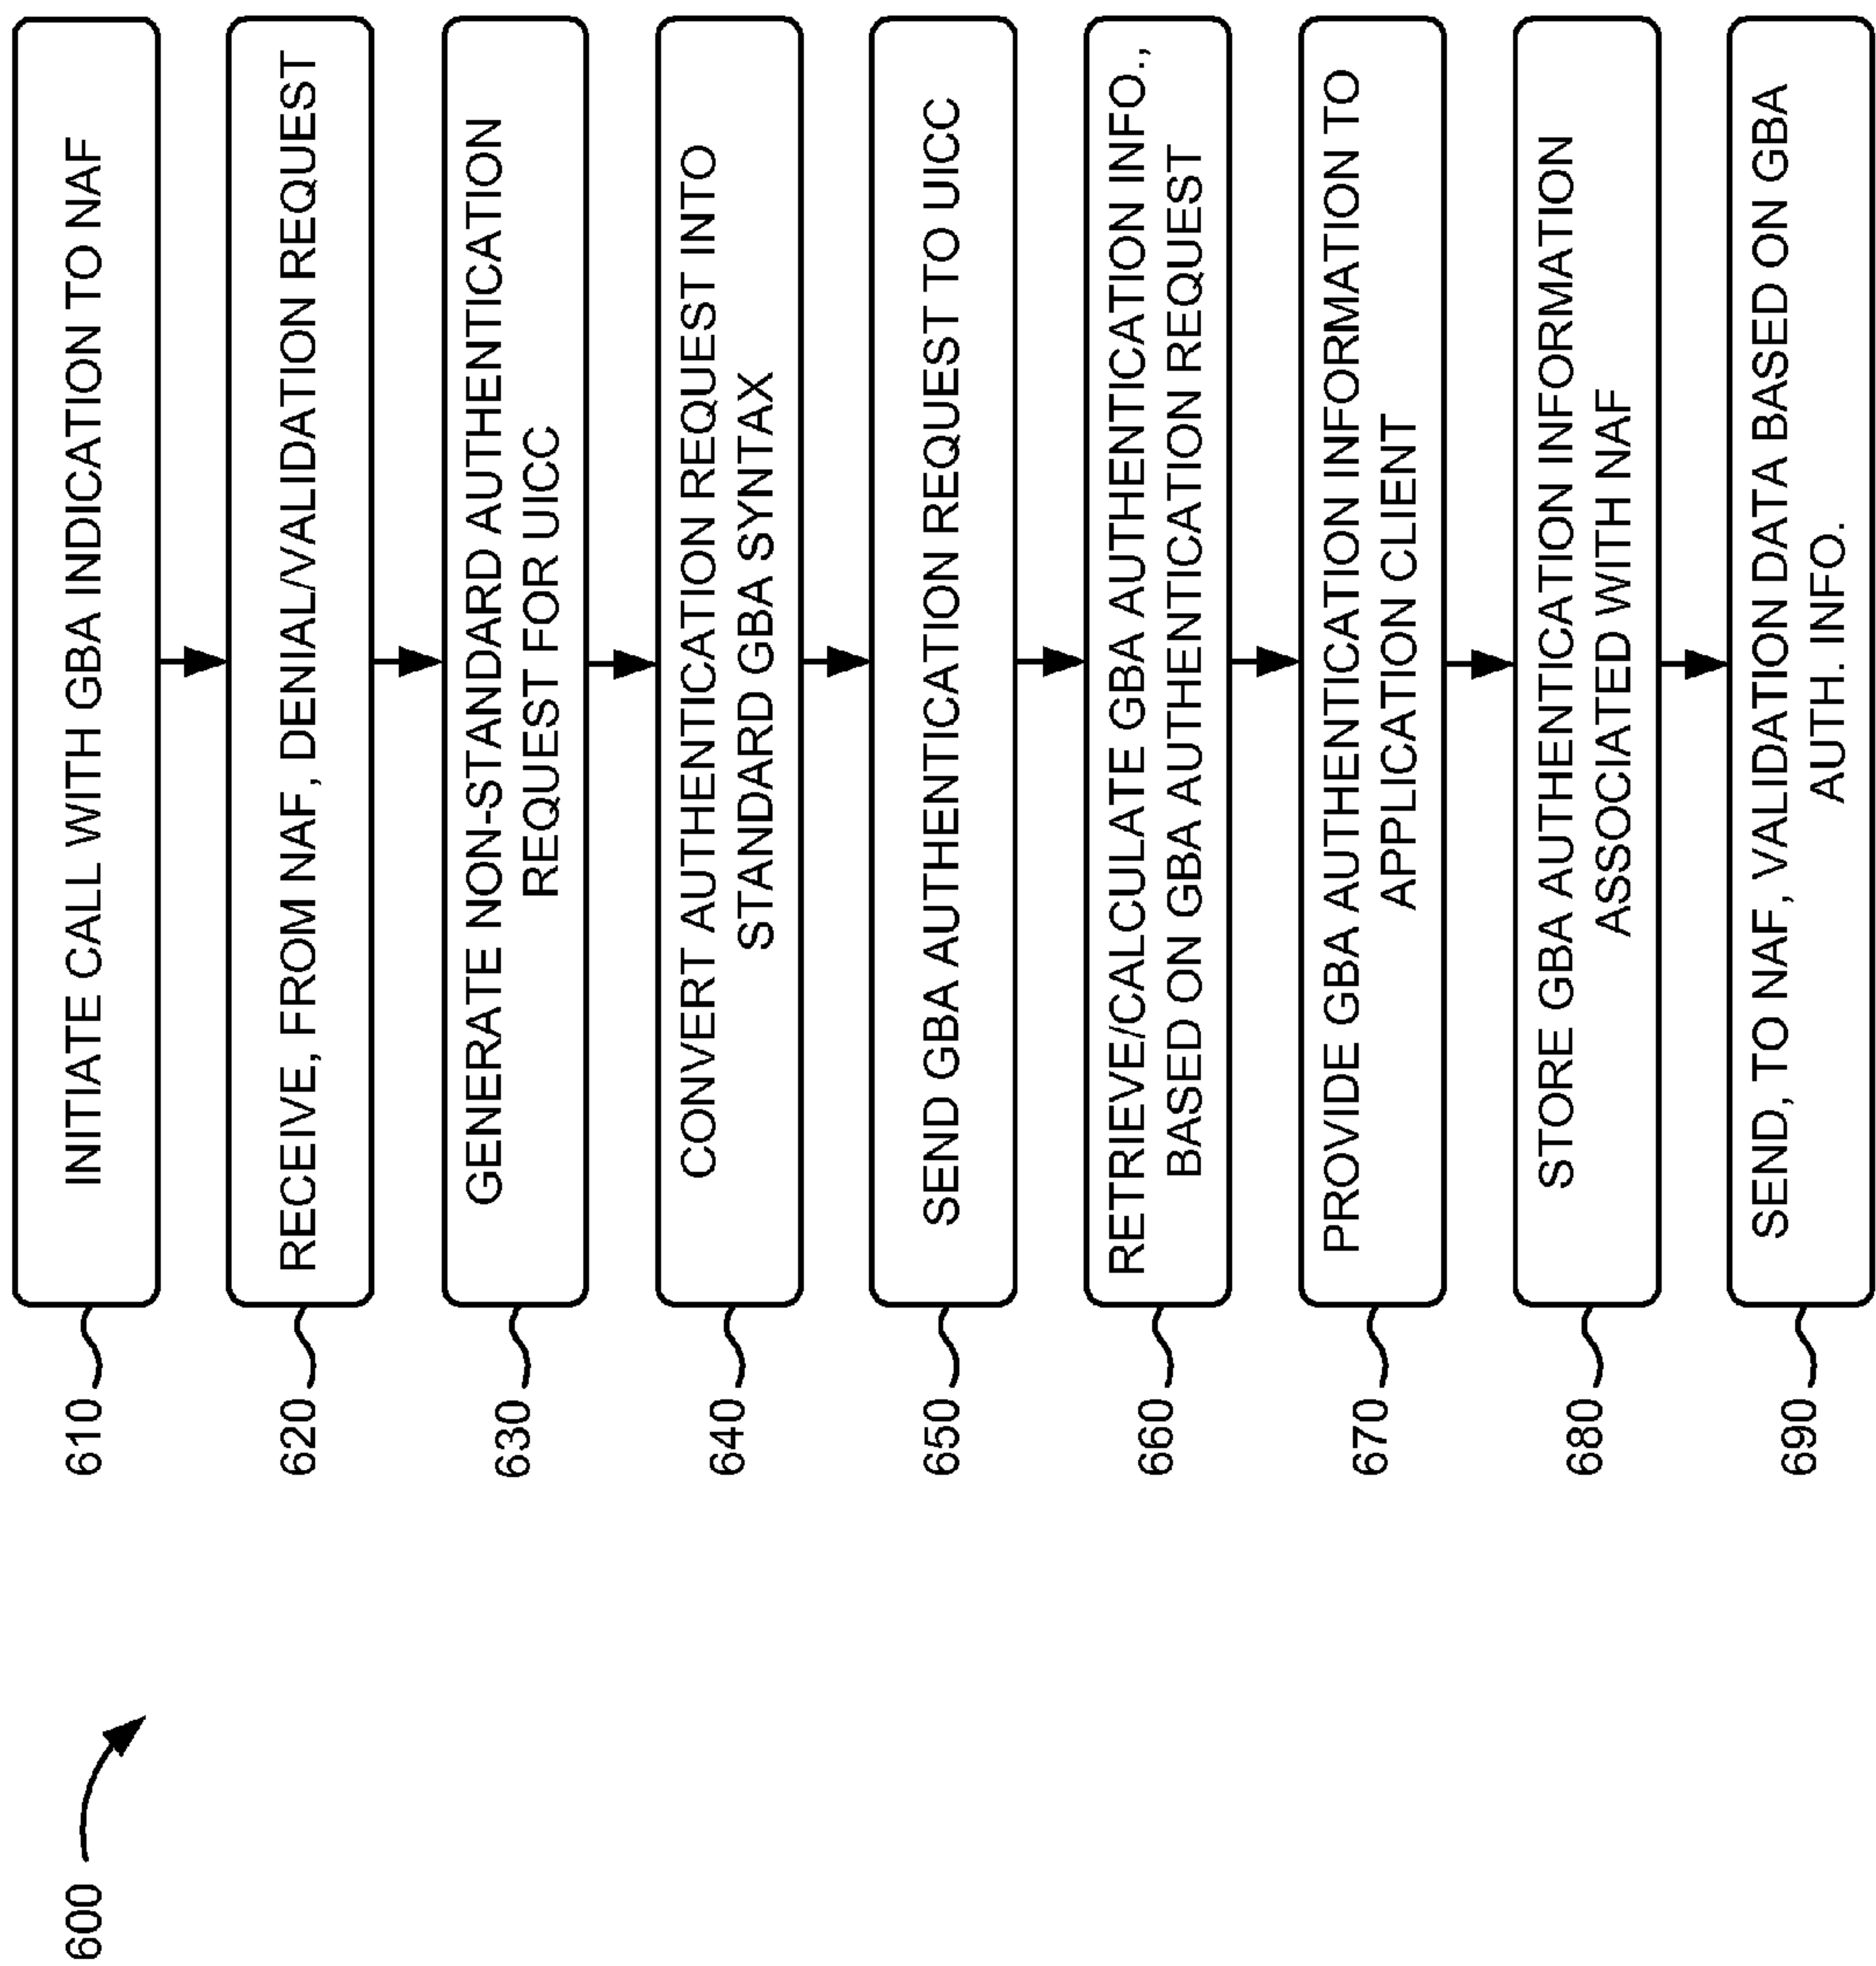 600
610
INITIATE CALL WITH GBA INDICATION TO NAF
620
RECEIVE, FROM NAF, DENIAL/VALIDATION REQUEST
630
GENERATE NON-STANDARD AUTHENTICATION
REQUEST FOR UICC
640
CONVERT AUTHENTICATION REQUEST INTO
STANDARD GBA SYNTAX
650
SEND GBA AUTHENTICATION REQUEST TO UICC
660
RETRIEVE/CALCULATE GBA AUTHENTICATION INFO.,
BASED ON GBA AUTHENTICATION REQUEST
670
PROVIDE GBA AUTHENTICATION INFORMATION TO
APPLICATION CLIENT
680
STORE GBA AUTHENTICATION INFORMATION
ASSOCIATED WITH NAF
690
SEND, TO NAF, VALIDATION DATA BASED ON GBA
AUTH. INFO.